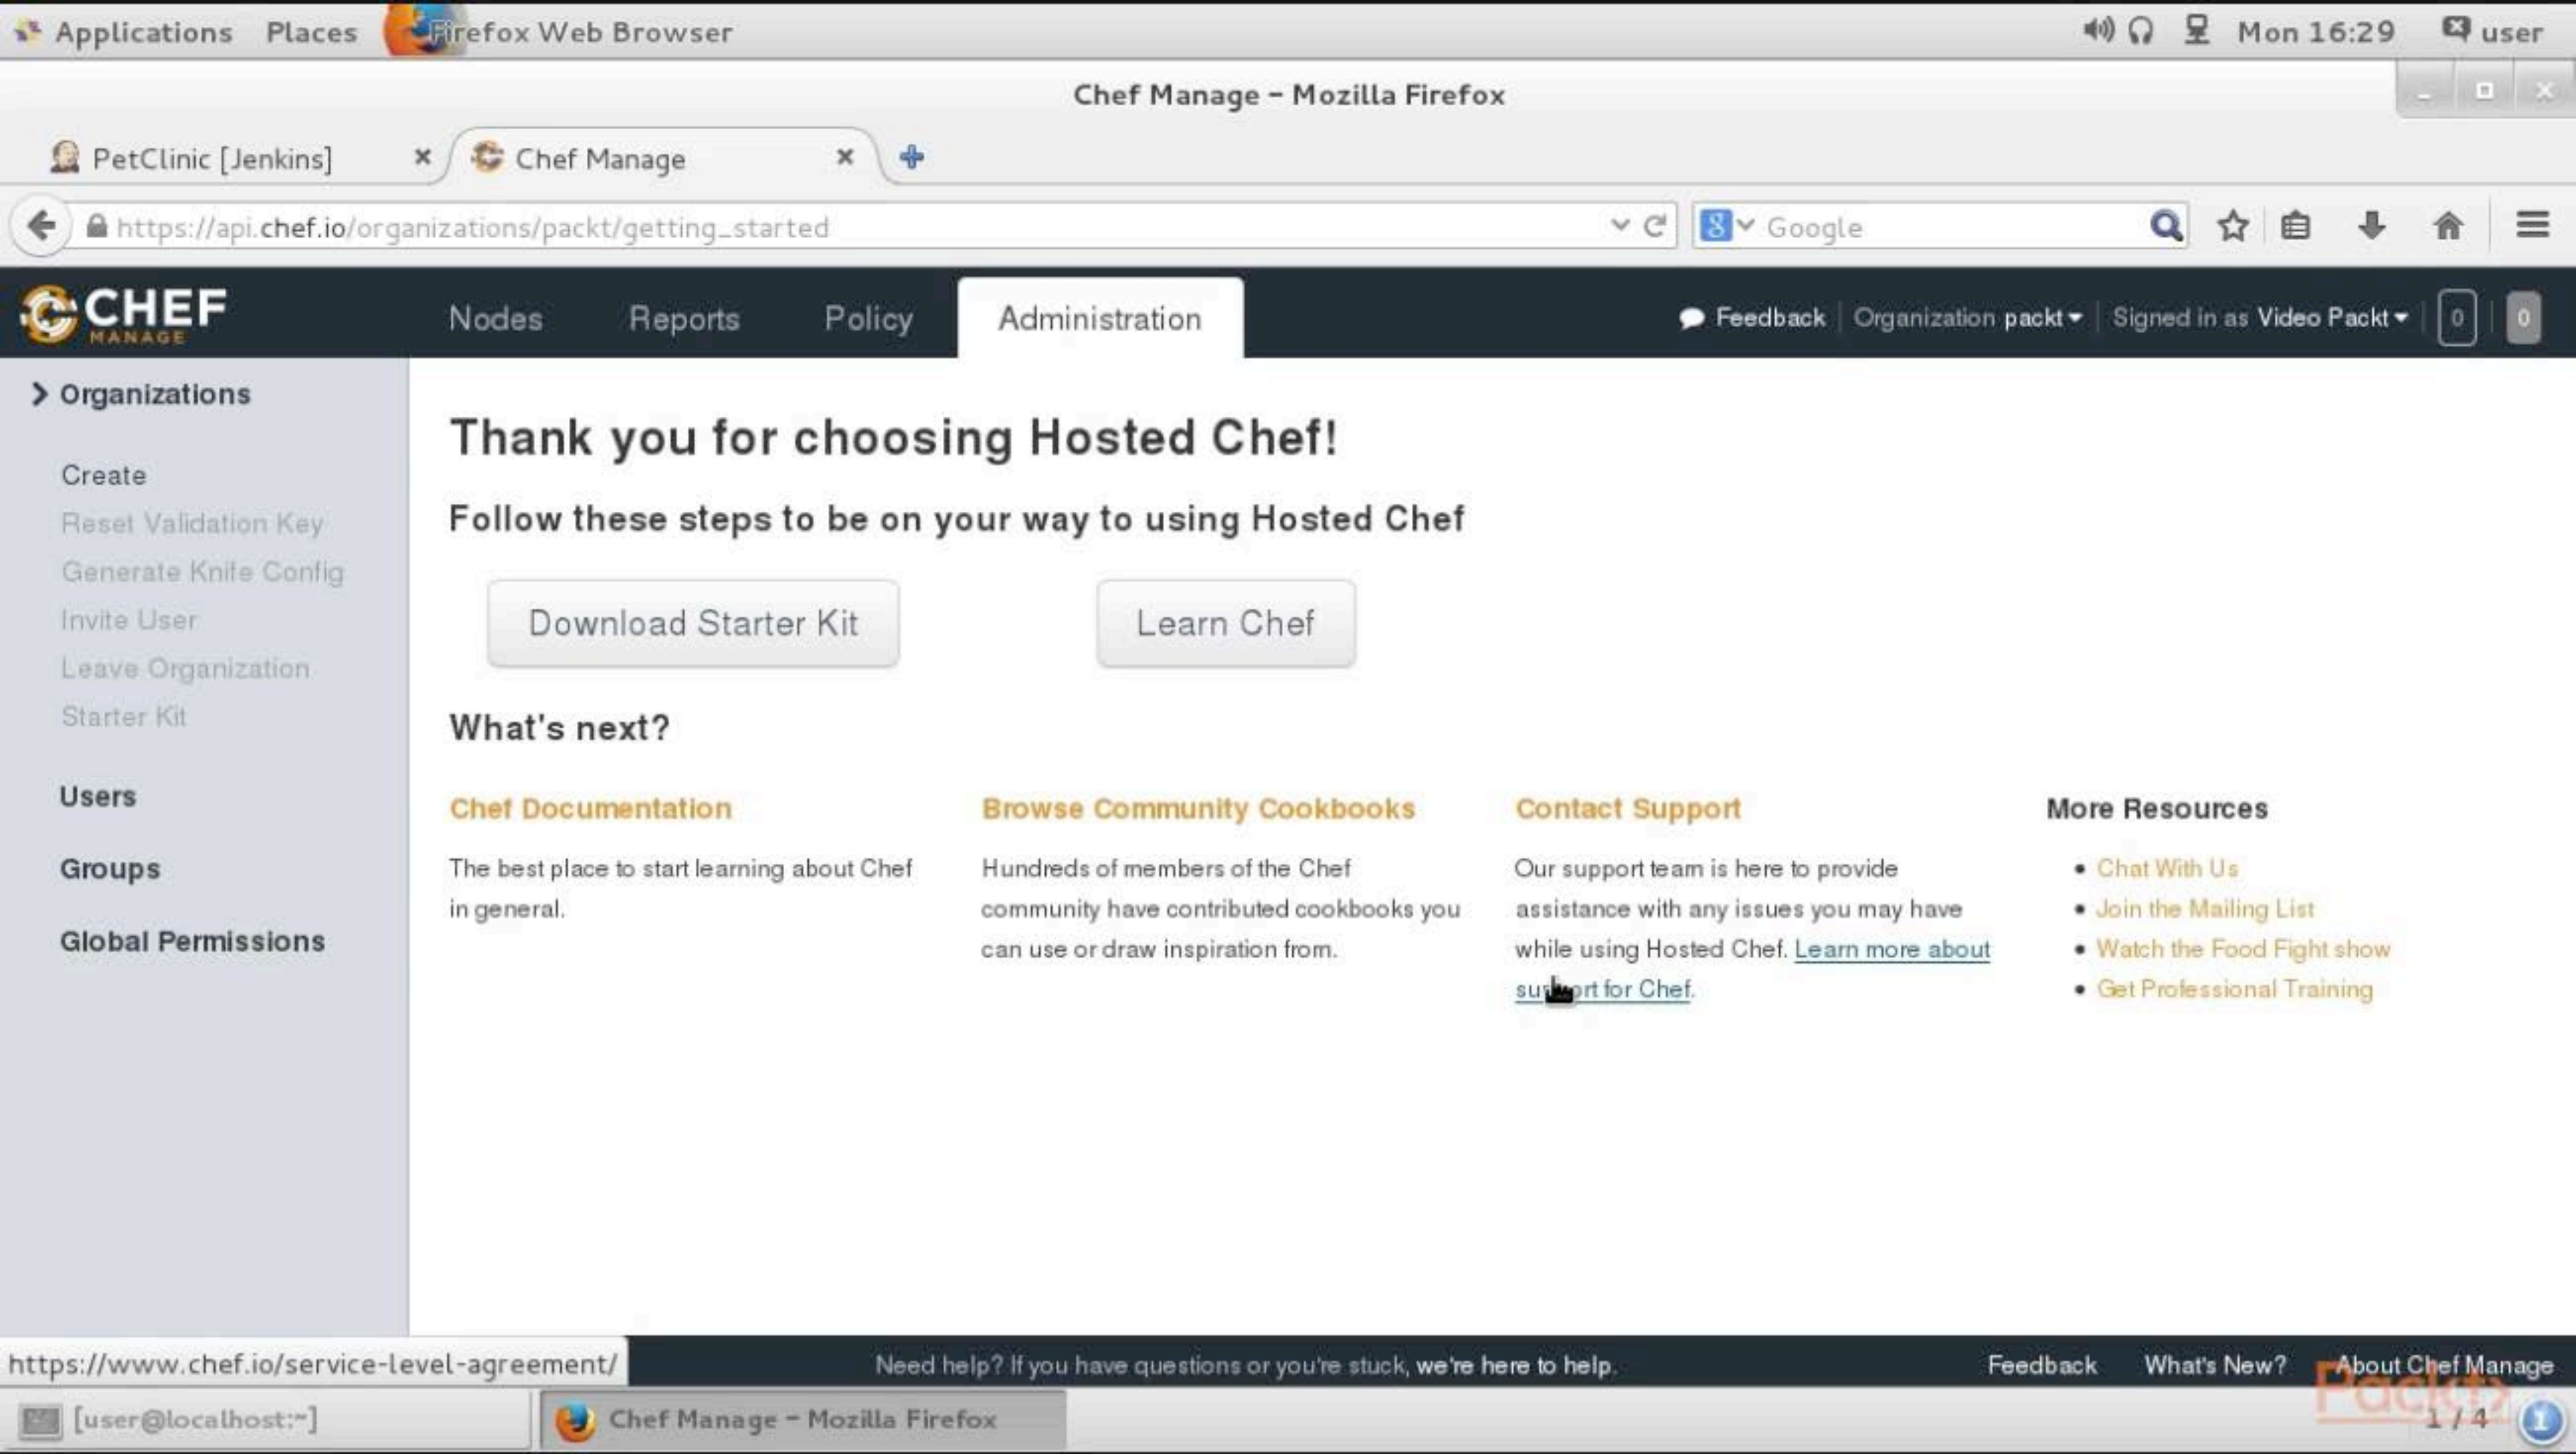 Applications Places Firefox Web Browser Mon 16:29 user
Chef Manage - Mozilla Firefox
PetClinic [Jenkins] Chef Manage
https://api.chef.io/organizations/packt/getting_started Google
CHEF MANAGE Nodes Reports Policy Administration Feedback Organization packt Signed in as Video Packt 0 0
Organizations
Create
Reset Validation Key
Generate Knife Config
Invite User
Leave Organization
Starter Kit
Users
Groups
Global Permissions
Thank you for choosing Hosted Chef!
Follow these steps to be on your way to using Hosted Chef
Download Starter Kit Learn Chef
What's next?
Chef Documentation
The best place to start learning about Chef
in general.
Browse Community Cookbooks
Hundreds of members of the Chef
community have contributed cookbooks you
can use or draw inspiration from.
Contact Support
Our support team is here to provide
assistance with any issues you may have
while using Hosted Chef. Learn more about
support for Chef.
More Resources
• Chat With Us
• Join the Mailing List
• Watch the Food Fight show
• Get Professional Training
https://www.chef.io/service-level-agreement/ Need help? If you have questions or you're stuck, we're here to help. Feedback What's New? About Chef Manage
[user@localhost:~] Chef Manage - Mozilla Firefox 1 / 4 1
Packt